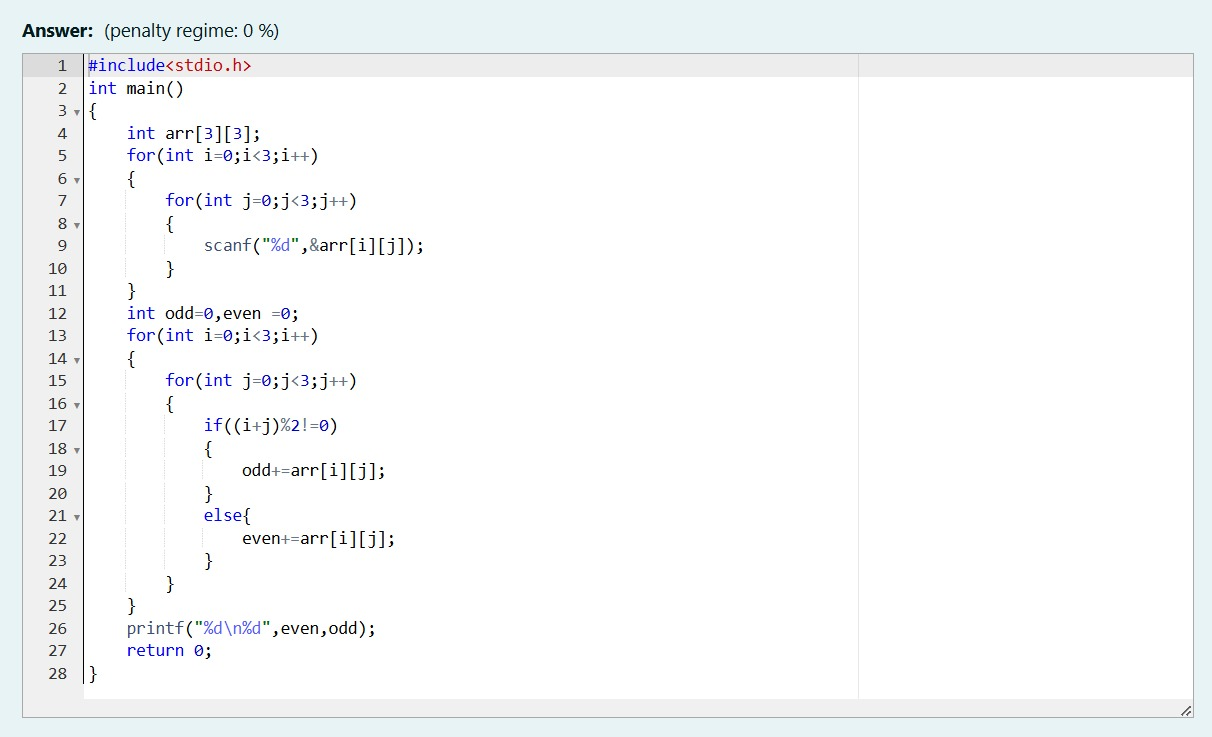 Answer: (penalty regime: 0 %)
1 #include<stdio.h>
2 int main()
3 {
4     int arr[3][3];
5     for(int i=0;i<3;i++)
6     {
7         for(int j=0;j<3;j++)
8         {
9             scanf("%d",&arr[i][j]);
10         }
11     }
12     int odd=0,even =0;
13     for(int i=0;i<3;i++)
14     {
15         for(int j=0;j<3;j++)
16         {
17             if((i+j)%2!=0)
18             {
19                 odd+=arr[i][j];
20             }
21             else{
22                 even+=arr[i][j];
23             }
24         }
25     }
26     printf("%d\n%d",even,odd);
27     return 0;
28 }